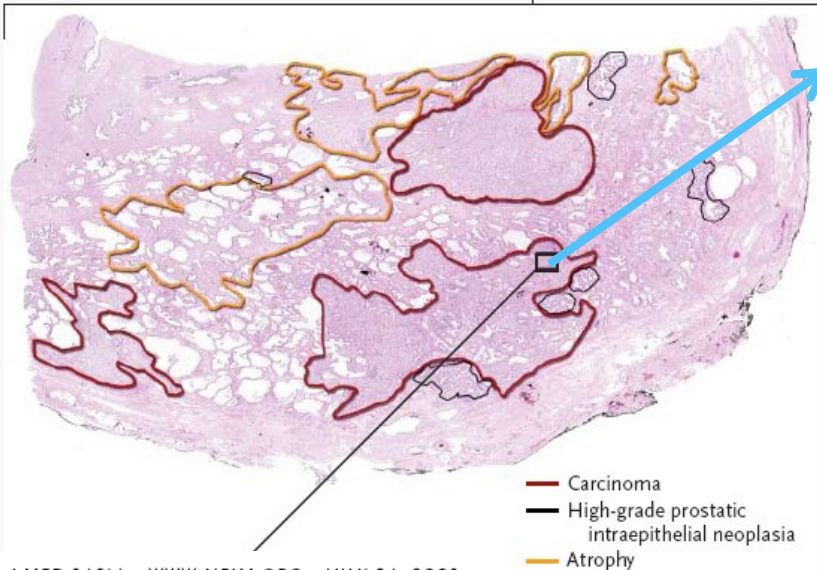 Carcinoma
High-grade prostatic
intraepithelial neoplasia
Atrophy